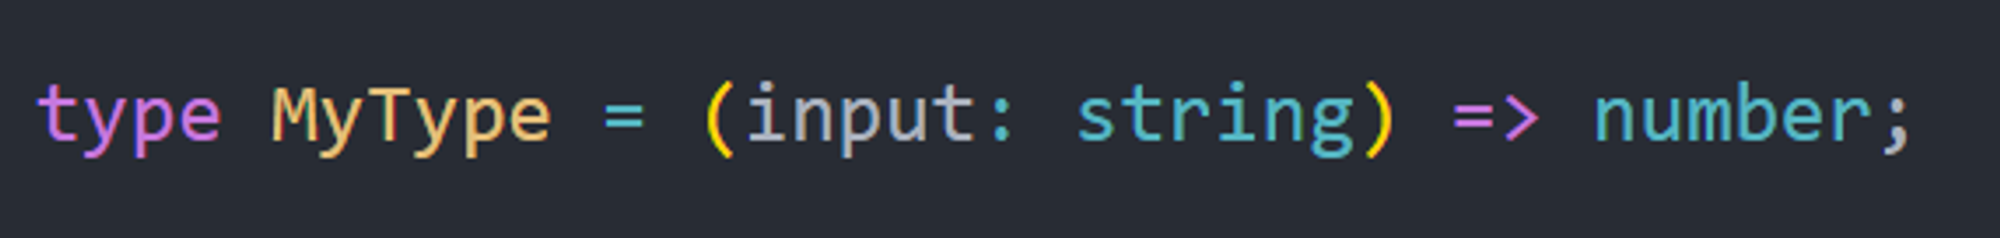 type MyType = (input: string) => number;